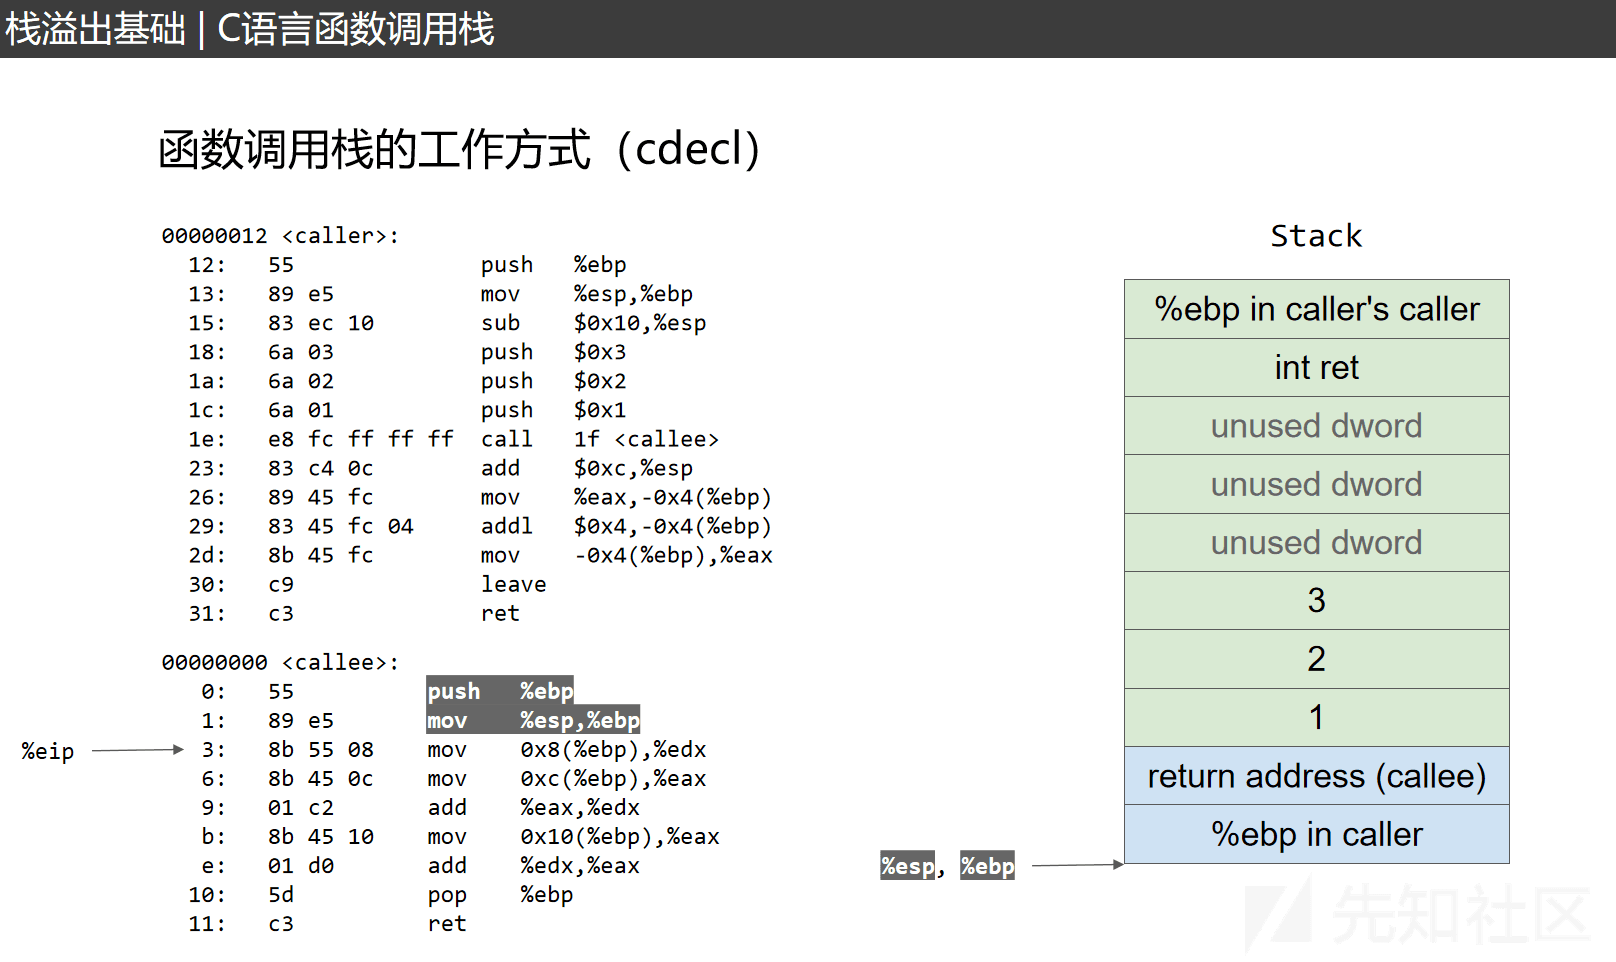 栈溢出基础 | C语言函数调用栈
函数调用栈的工作方式（cdecl）
00000012 <caller>:
12: 55 push %ebp
13: 89 e5 mov %esp,%ebp
15: 83 ec 10 sub $0x10,%esp
18: 6a 03 push $0x3
1a: 6a 02 push $0x2
1c: 6a 01 push $0x1
1e: e8 fc ff ff ff call 1f <callee>
23: 83 c4 0c add $0xc,%esp
26: 89 45 fc mov %eax,-0x4(%ebp)
29: 83 45 fc 04 addl $0x4,-0x4(%ebp)
2d: 8b 45 fc mov -0x4(%ebp),%eax
30: c9 leave
31: c3 ret
00000000 <callee>:
0: 55 push %ebp
1: 89 e5 mov %esp,%ebp
%eip
3: 8b 55 08 mov 0x8(%ebp),%edx
6: 8b 45 0c mov 0xc(%ebp),%eax
9: 01 c2 add %eax,%edx
b: 8b 45 10 mov 0x10(%ebp),%eax
e: 01 d0 add %edx,%eax
10: 5d pop %ebp
11: c3 ret
Stack
%ebp in caller's caller
int ret
unused dword
unused dword
unused dword
3
2
1
return address (callee)
%ebp in caller
%esp, %ebp
先知社区